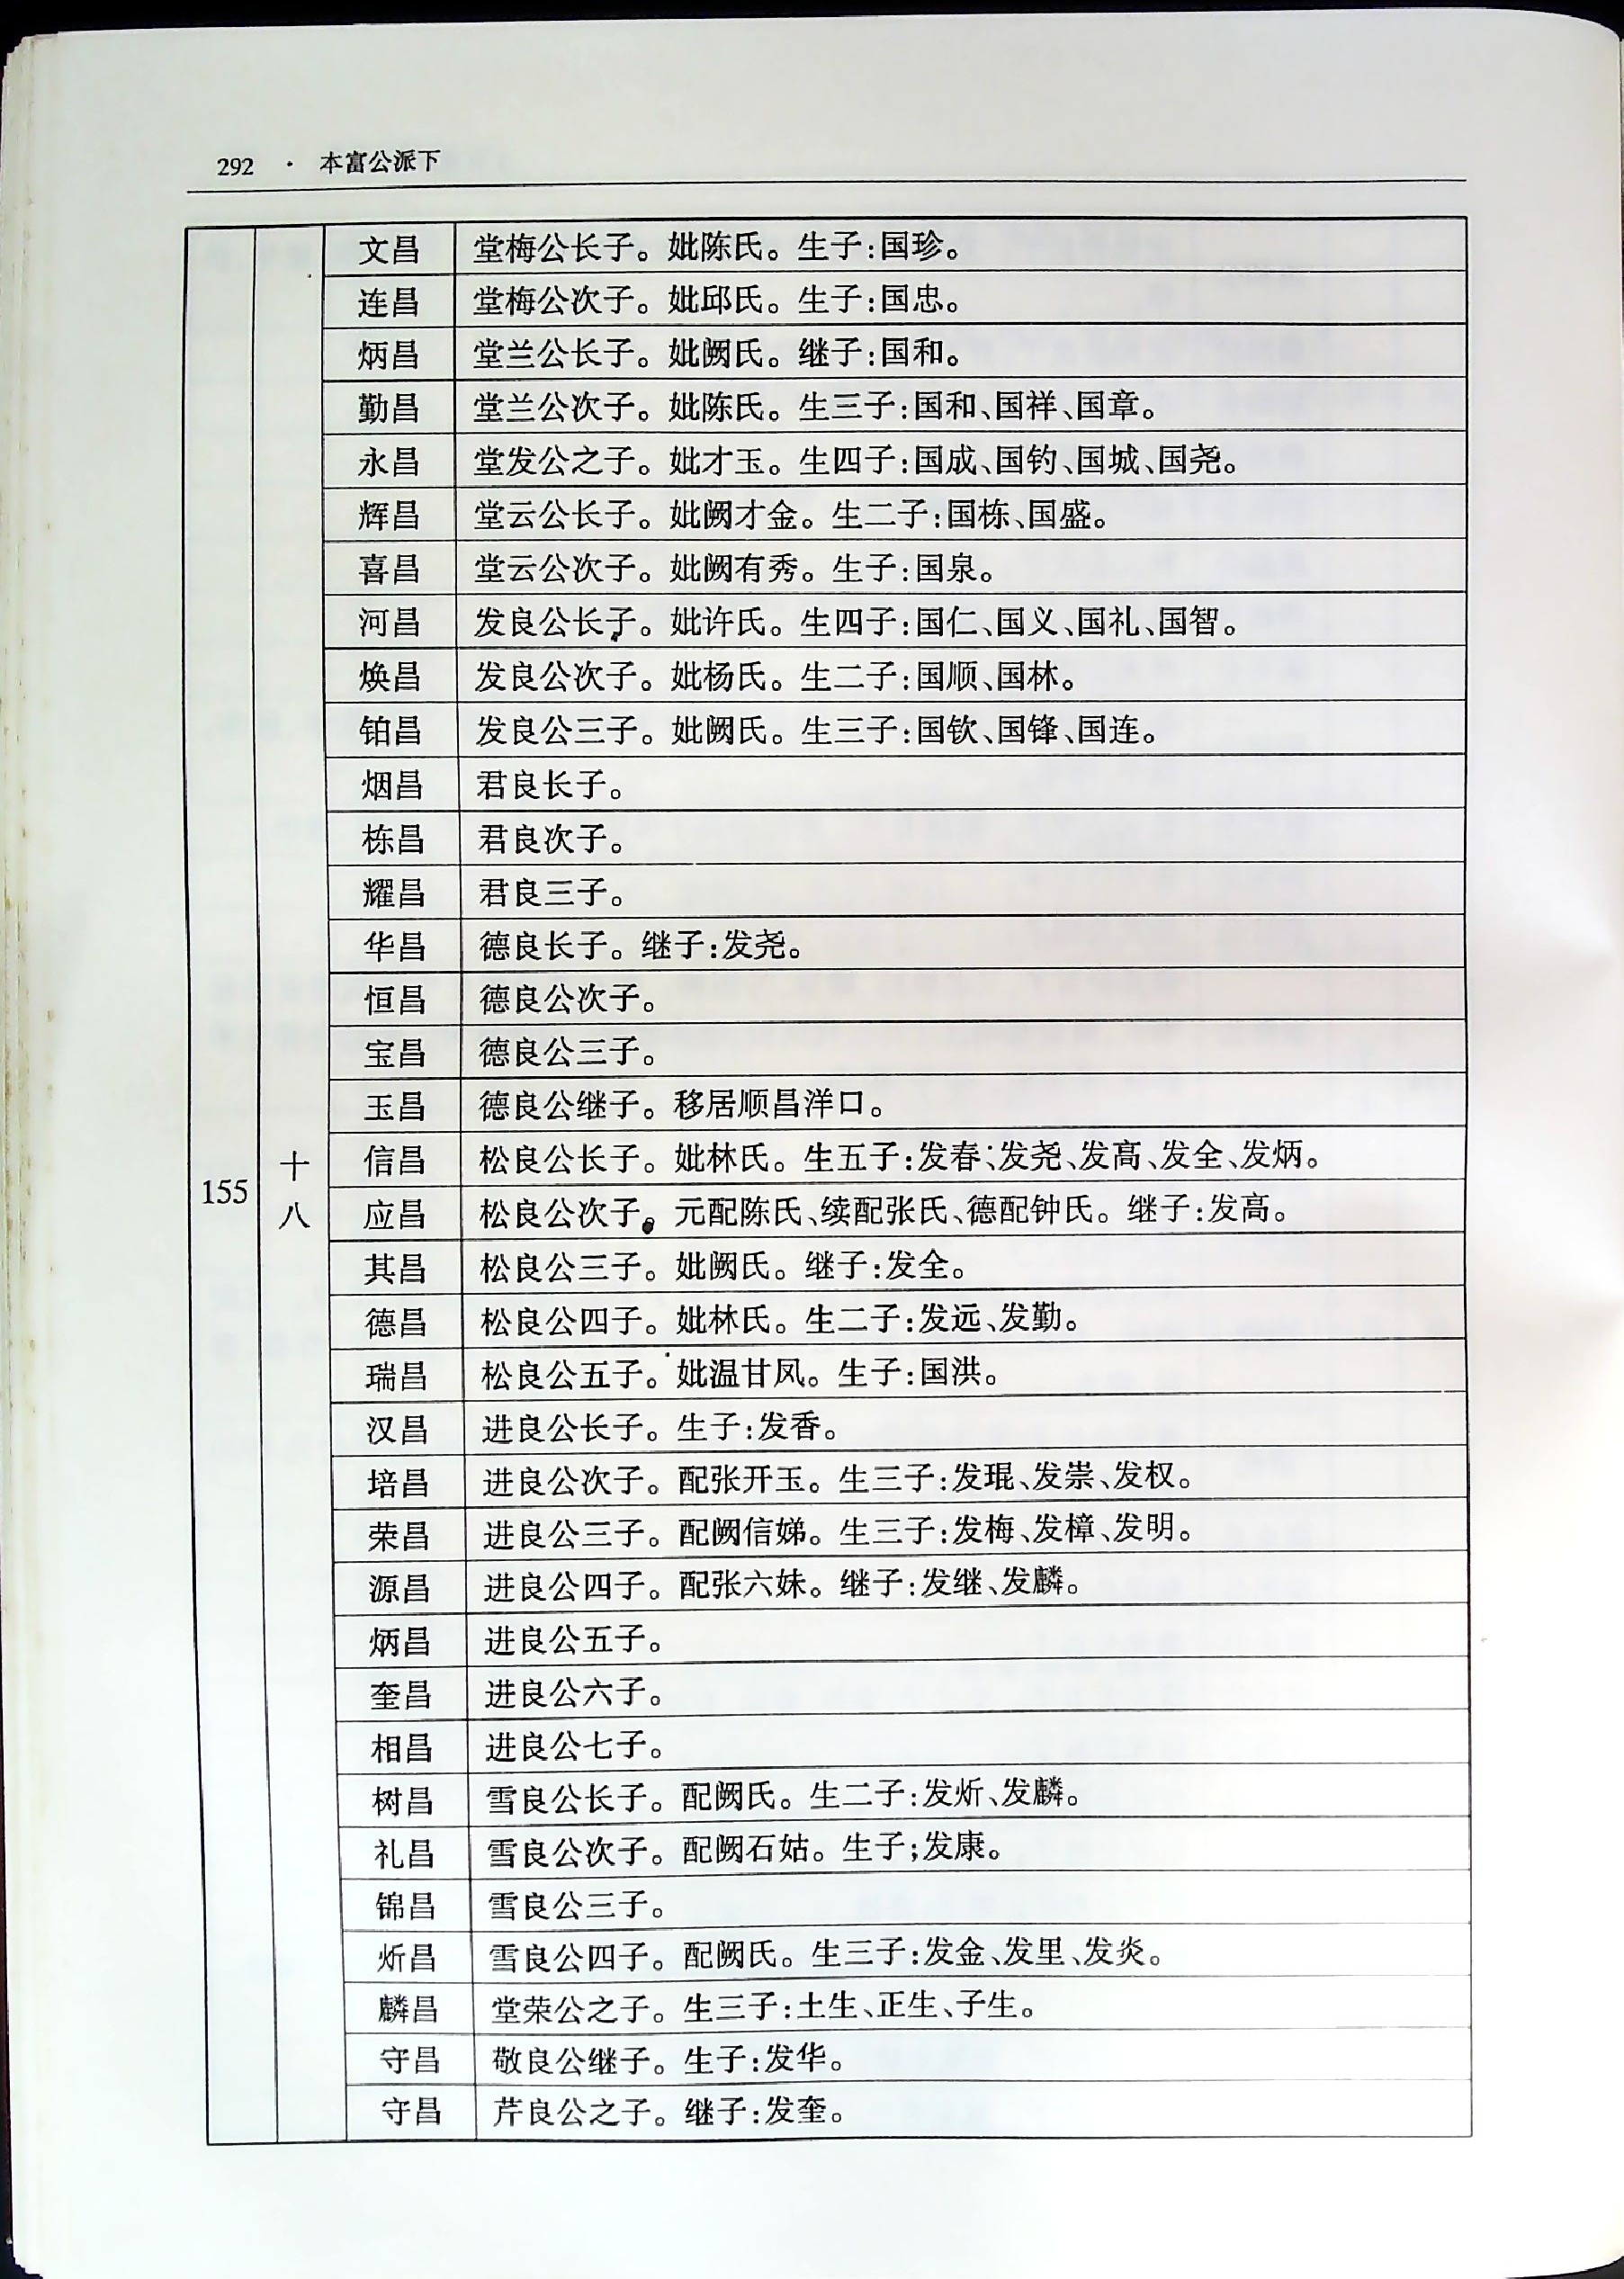 292 · 本富公派下
155
十八
文昌 堂梅公长子。妣陈氏。生子:国珍。
连昌 堂梅公次子。妣邱氏。生子:国忠。
炳昌 堂兰公长子。妣阙氏。继子:国和。
勤昌 堂兰公次子。妣陈氏。生三子:国和、国祥、国章。
永昌 堂发公之子。妣才玉。生四子:国成、国钓、国城、国尧。
辉昌 堂云公长子。妣阙才金。生二子:国栋、国盛。
喜昌 堂云公次子。妣阙有秀。生子:国泉。
河昌 发良公长子。妣许氏。生四子:国仁、国义、国礼、国智。
焕昌 发良公次子。妣杨氏。生二子:国顺、国林。
铂昌 发良公三子。妣阙氏。生三子:国钦、国锋、国连。
烟昌 君良长子。
栋昌 君良次子。
耀昌 君良三子。
华昌 德良长子。继子:发尧。
恒昌 德良公次子。
宝昌 德良公三子。
玉昌 德良公继子。移居顺昌洋口。
信昌 松良公长子。妣林氏。生五子:发春、发尧、发高、发全、发炳。
应昌 松良公次子。元配陈氏、续配张氏、德配钟氏。继子:发高。
其昌 松良公三子。妣阙氏。继子:发全。
德昌 松良公四子。妣林氏。生二子:发远、发勤。
瑞昌 松良公五子。妣温甘凤。生子:国洪。
汉昌 进良公长子。生子:发香。
培昌 进良公次子。配张开玉。生三子:发琨、发崇、发权。
荣昌 进良公三子。配阙信娣。生三子:发梅、发樟、发明。
源昌 进良公四子。配张六妹。继子:发继、发麟。
炳昌 进良公五子。
奎昌 进良公六子。
相昌 进良公七子。
树昌 雪良公长子。配阙氏。生二子:发炘、发麟。
礼昌 雪良公次子。配阙石姑。生子;发康。
锦昌 雪良公三子。
炘昌 雪良公四子。配阙氏。生三子:发金、发里、发炎。
麟昌 堂荣公之子。生三子:土生、正生、子生。
守昌 敬良公继子。生子:发华。
守昌 芹良公之子。继子:发奎。